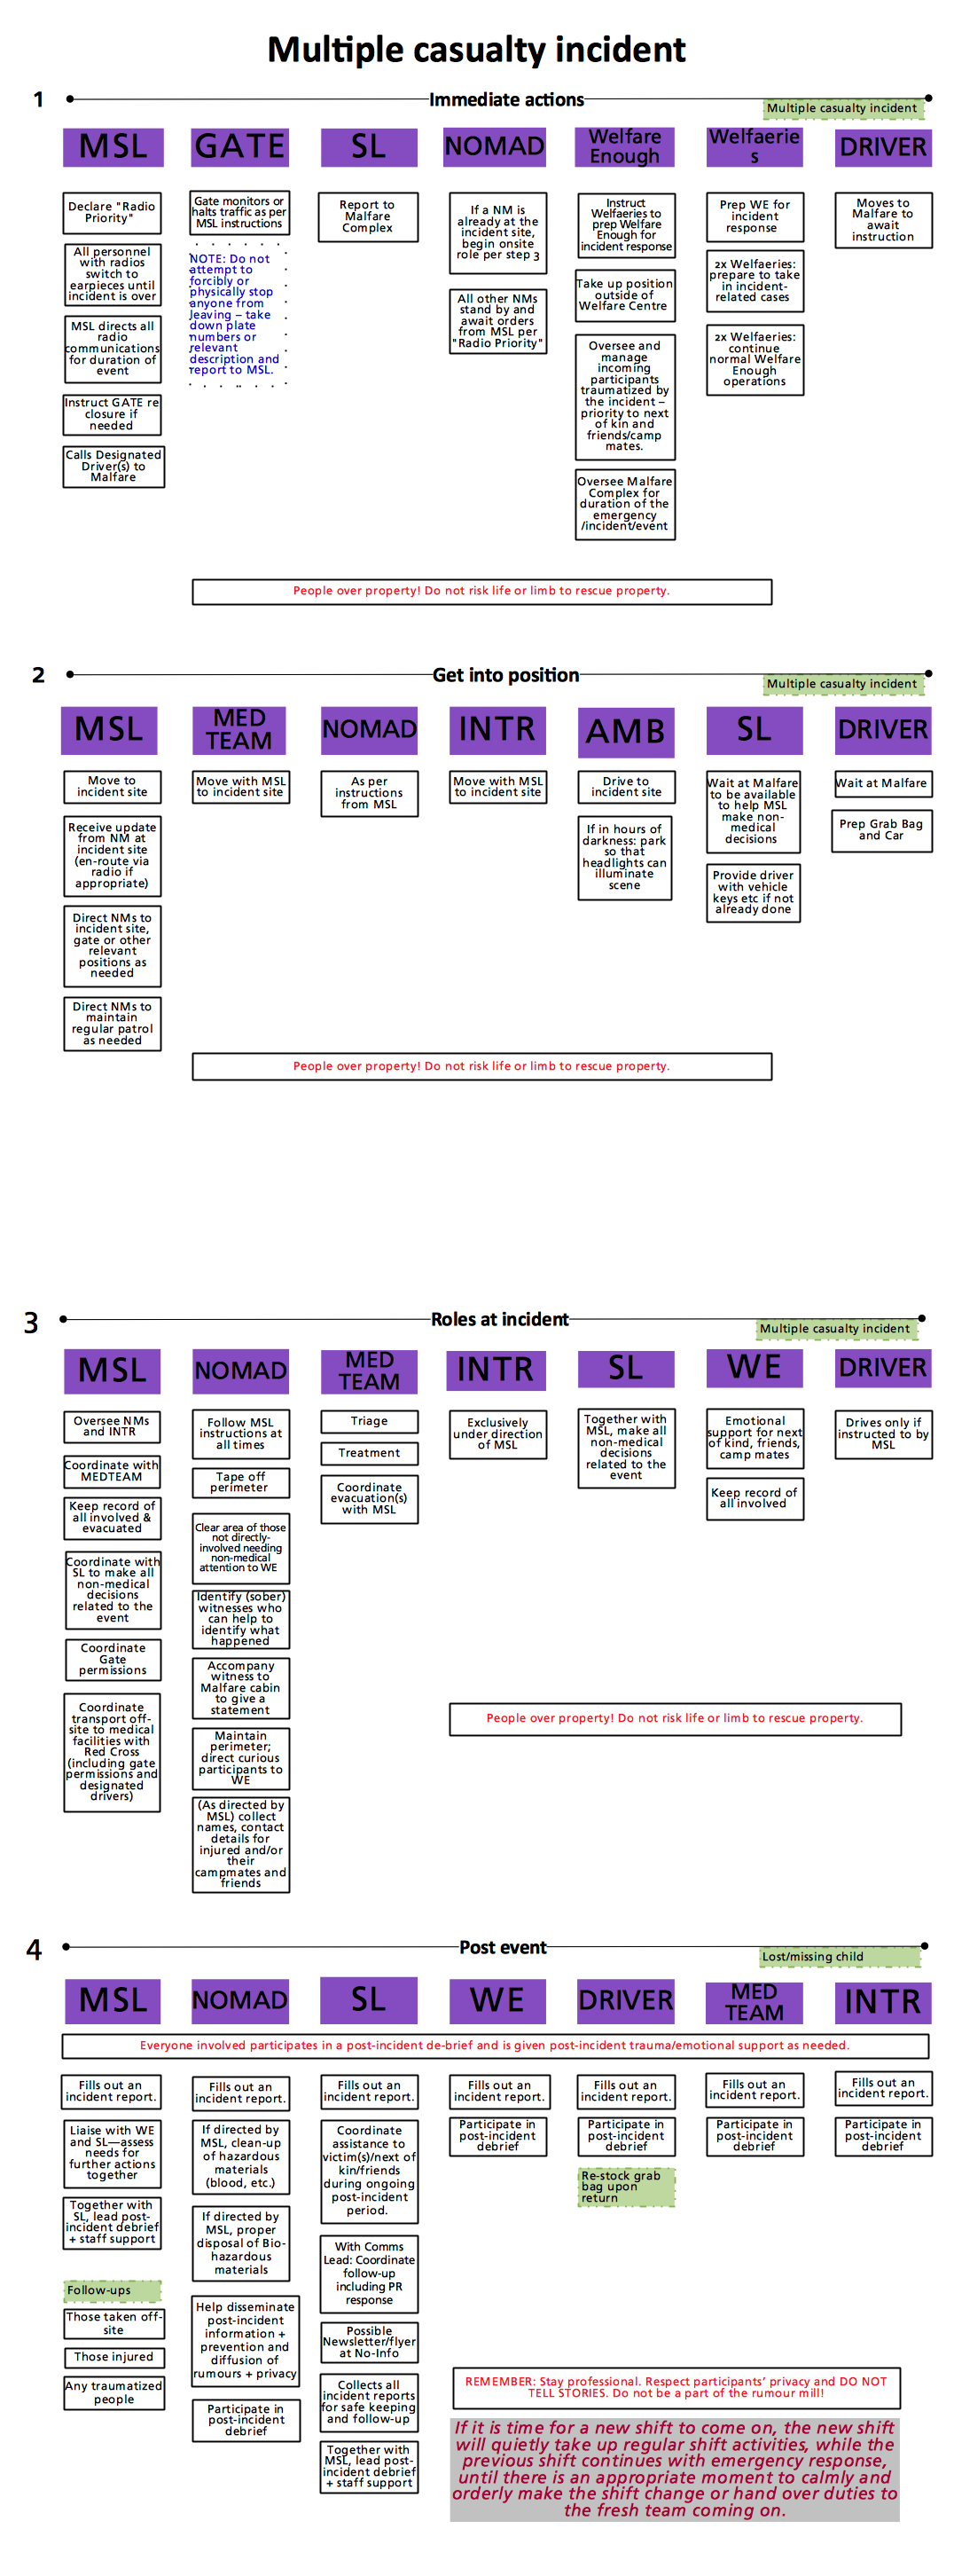 Multiple casualty incident
1
Immediate actions
Multiple casualty incident
MSL
GATE
SL
NOMAD
Welfare
Enough
Welfaerie
s
DRIVER
Declare "Radio
Priority"
All personnel
with radios
switch to
earpieces until
incident is over
MSL directs all
radio
communications
for duration of
event
Instruct GATE re
closure if
needed
Calls Designated
Driver(s) to
Malfare
Gate monitors or
halts traffic as per
MSL instructions
NOTE: Do not
attempt to
forcibly or
physically stop
anyone from
leaving – take
down plate
numbers or
relevant
description and
report to MSL.
Report to
Malfare
Complex
If a NM is
already at the
incident site,
begin onsite
role per step 3
All other NMs
stand by and
await orders
from MSL per
"Radio Priority"
Instruct
Welfaeries to
prep Welfare
Enough for
incident response
Take up position
outside of
Welfare Centre
Oversee and
manage
incoming
participants
traumatized by
the incident –
priority to next
of kin and
friends/camp
mates.
Oversee Malfare
Complex for
duration of the
emergency
/incident/event
Prep WE for
incident
response
2x Welfaeries:
prepare to take
in incident-
related cases
2x Welfaeries:
continue
normal Welfare
Enough
operations
Moves to
Malfare to
await
instruction
People over property! Do not risk life or limb to rescue property.
2
Get into position
Multiple casualty incident
MSL
MED
TEAM
NOMAD
INTR
AMB
SL
DRIVER
Move to
incident site
Receive update
from NM at
incident site
(en-route via
radio if
appropriate)
Direct NMs to
incident site,
gate or other
relevant
positions as
needed
Direct NMs to
maintain
regular patrol
as needed
Move with MSL
to incident site
As per
instructions
from MSL
Move with MSL
to incident site
Drive to
incident site
If in hours of
darkness: park
so that
headlights can
illuminate
scene
Wait at Malfare
to be available
to help MSL
make non-
medical
decisions
Provide driver
with vehicle
keys etc if not
already done
Wait at Malfare
Prep Grab Bag
and Car
People over property! Do not risk life or limb to rescue property.
3
Roles at incident
Multiple casualty incident
MSL
NOMAD
MED
TEAM
INTR
SL
WE
DRIVER
Oversee NMs
and INTR
Coordinate with
MEDTEAM
Keep record of
all involved &
evacuated
Coordinate with
SL to make all
non-medical
decisions
related to the
event
Coordinate
Gate
permissions
Coordinate
transport off-
site to medical
facilities with
Red Cross
(including gate
permissions and
designated
drivers)
Follow MSL
instructions at
all times
Tape off
perimeter
Clear area of those
not directly-
involved needing
non-medical
attention to WE
Identify (sober)
witnesses who
can help to
identify what
happened
Accompany
witness to
Malfare cabin
to give a
statement
Maintain
perimeter;
direct curious
participants to
WE
(As directed by
MSL) collect
names, contact
details for
injured and/or
their
campmates and
friends
Triage
Treatment
Coordinate
evacuation(s)
with MSL
Exclusively
under direction
of MSL
Together with
MSL, make all
non-medical
decisions
related to the
event
Emotional
support for next
of kind, friends,
camp mates
Keep record of
all involved
Drives only if
instructed to by
MSL
People over property! Do not risk life or limb to rescue property.
4
Post event
Lost/missing child
MSL
NOMAD
SL
WE
DRIVER
MED
TEAM
INTR
Everyone involved participates in a post-incident de-brief and is given post-incident trauma/emotional support as needed.
Fills out an
incident report.
Liaise with WE
and SL—assess
needs for
further actions
together
Together with
SL, lead post-
incident debrief
+ staff support
Follow-ups
Those taken off-
site
Those injured
Any traumatized
people
Fills out an
incident report.
If directed by
MSL, clean-up
of hazardous
materials
(blood, etc.)
If directed by
MSL, proper
disposal of Bio-
hazardous
materials
Help disseminate
post-incident
information +
prevention and
diffusion of
rumours + privacy
Participate in
post-incident
debrief
Fills out an
incident report.
Coordinate
assistance to
victim(s)/next of
kin/friends
during ongoing
post-incident
period.
With Comms
Lead: Coordinate
follow-up
including PR
response
Possible
Newsletter/flyer
at No-Info
Collects all
incident reports
for safe keeping
and follow-up
Together with
MSL, lead post-
incident debrief
+ staff support
Fills out an
incident report.
Participate in
post-incident
debrief
Fills out an
incident report.
Participate in
post-incident
debrief
Re-stock grab
bag upon
return
Fills out an
incident report.
Participate in
post-incident
debrief
Fills out an
incident report.
Participate in
post-incident
debrief
REMEMBER: Stay professional. Respect participants' privacy and DO NOT
TELL STORIES. Do not be a part of the rumour mill!
If it is time for a new shift to come on, the new shift
will quietly take up regular shift activities, while the
previous shift continues with emergency response,
until there is an appropriate moment to calmly and
orderly make the shift change or hand over duties to
the fresh team coming on.